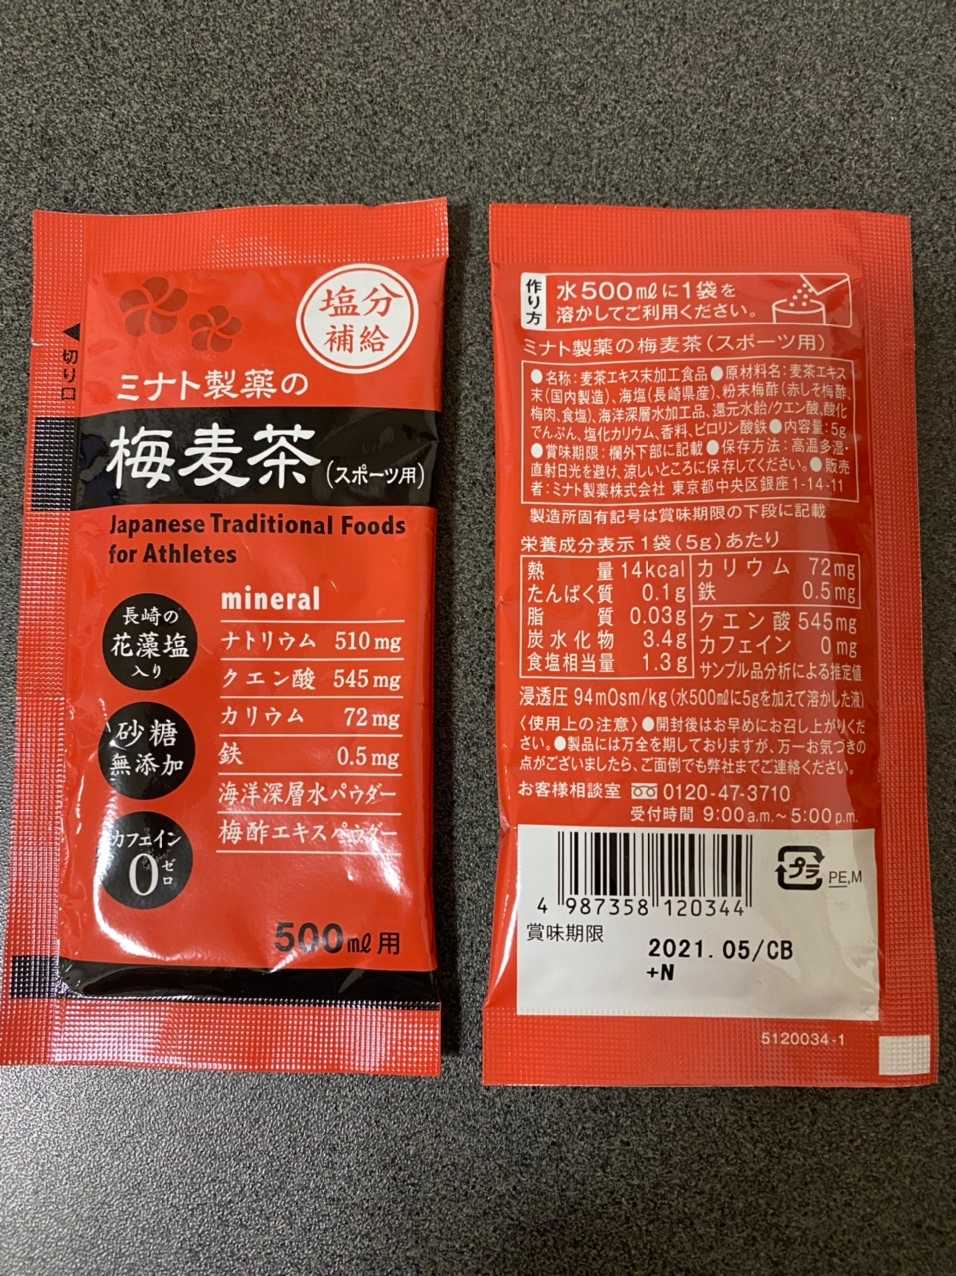 塩分
補給
切り口
ミナト製薬の
梅麦茶(スポーツ用)
Japanese Traditional Foods
for Athletes
長崎の
花藻塩
入り
砂糖
無添加
カフェイン
0ゼロ
mineral
ナトリウム 510mg
クエン酸 545mg
カリウム 72mg
鉄 0.5mg
海洋深層水パウダー
梅酢エキスパウダー
500ml用
作り方
水500mlに1袋を
溶かしてご利用ください。
ミナト製薬の梅麦茶(スポーツ用)
●名称:麦茶エキス末加工食品●原材料名:麦茶エキス
末(国内製造)、海塩(長崎県産)、粉末梅酢(赤しそ梅酢、
梅肉、食塩)、海洋深層水加工品、還元水飴/クエン酸、酸化
でんぷん、塩化カリウム、香料、ピロリン酸鉄●内容量:5g
●賞味期限:欄外下部に記載●保存方法:高温多湿・
直射日光を避け、涼しいところに保存してください。●販売
者:ミナト製薬株式会社 東京都中央区銀座1-14-11
製造所固有記号は賞味期限の下段に記載
栄養成分表示 1袋(5g)あたり
熱量 14kcal
たんぱく質 0.1g
脂質 0.03g
炭水化物 3.4g
食塩相当量 1.3g
カリウム 72mg
鉄 0.5mg
クエン酸 545mg
カフェイン 0mg
サンプル品分析による推定値
浸透圧 94mOsm/kg(水500mlに5gを加えて溶かした液)
〈使用上の注意〉●開封後はお早めにお召し上がりくだ
さい。●製品には万全を期しておりますが、万一お気づきの
点がございましたら、ご面倒でも弊社までご連絡ください。
お客様相談室 0120-47-3710
受付時間 9:00a.m.~5:00p.m.
4 987358 120344
プラ
PE,M
賞味期限
2021.05/CB
+N
5120034-1